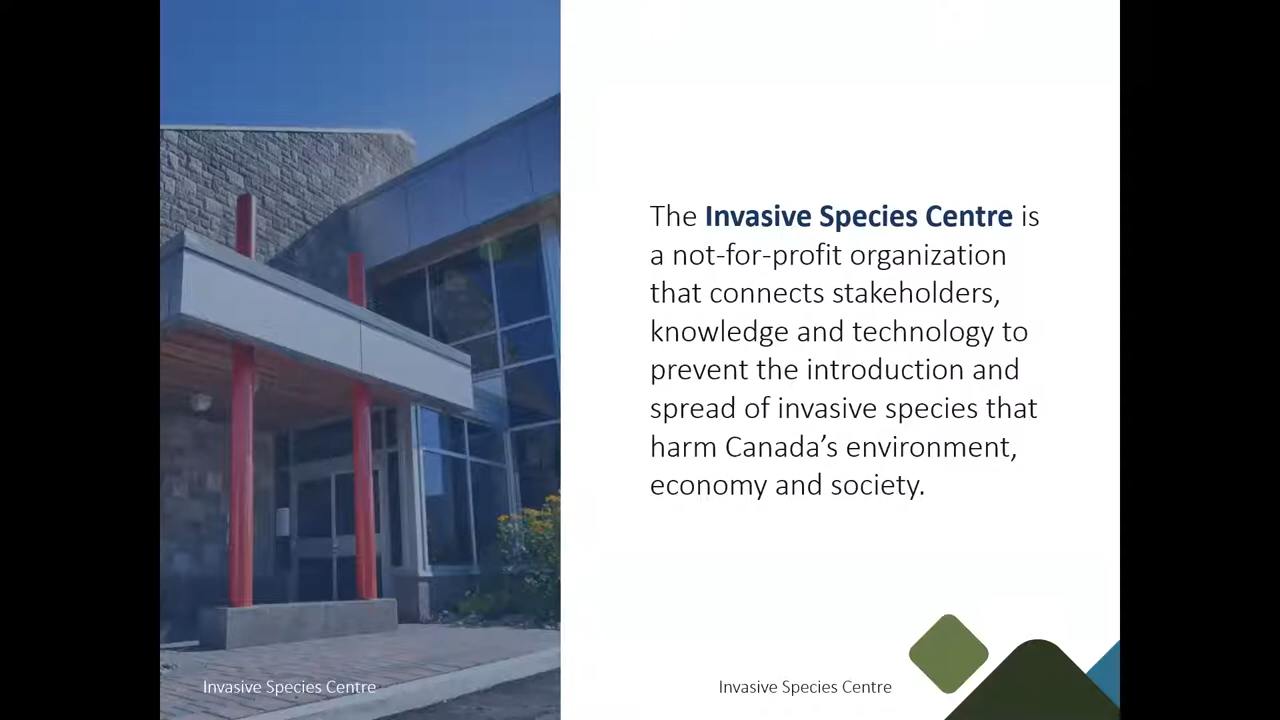 The Invasive Species Centre is
a not-for-profit organization
that connects stakeholders,
knowledge and technology to
prevent the introduction and
spread of invasive species that
harm Canada’s environment,
economy and society.
Invasive Species Centre
Invasive Species Centre